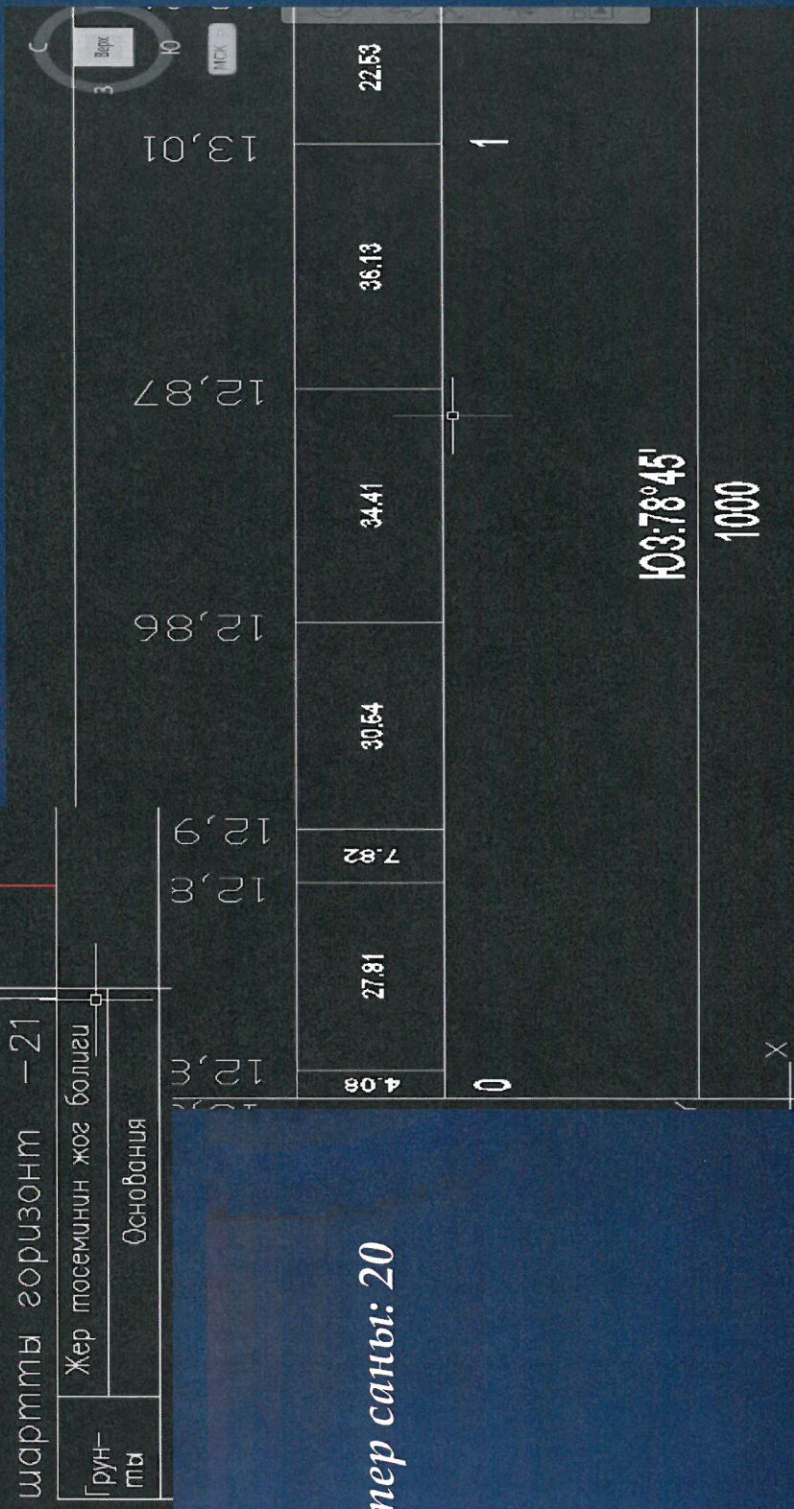 шартты горизонт -21
Грун-
ты
Жер тосеминин жог болиги
Основания
С
Верх
З
Ю
МСК
12,8
12,8
12,9
12,86
12,87
13,01
4.08
27.81
7.82
30.64
34.41
36.13
22.53
0
1
ЮЗ:78°45'
1000
X
саны: 20